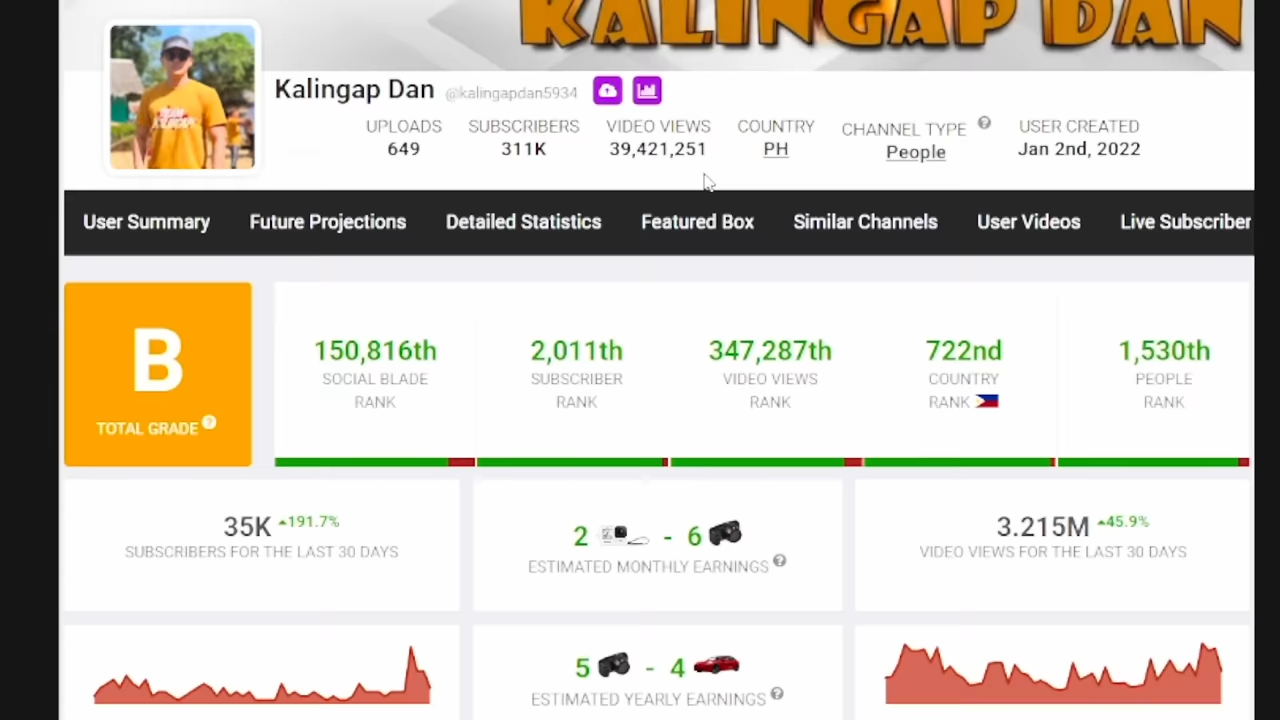 KALINGAP DAN
Kalingap Dan @kalingapdan5934
UPLOADS SUBSCRIBERS VIDEO VIEWS COUNTRY CHANNEL TYPE ? USER CREATED
649 311K 39,421,251 PH People Jan 2nd, 2022
User Summary Future Projections Detailed Statistics Featured Box Similar Channels User Videos Live Subscriber
B
TOTAL GRADE ?
150,816th 2,011th 347,287th 722nd 1,530th
SOCIAL BLADE SUBSCRIBER VIDEO VIEWS COUNTRY PEOPLE
RANK RANK RANK RANK RANK
35K 191.7%
SUBSCRIBERS FOR THE LAST 30 DAYS
2 - 6
ESTIMATED MONTHLY EARNINGS ?
3.215M 45.9%
VIDEO VIEWS FOR THE LAST 30 DAYS
5 - 4
ESTIMATED YEARLY EARNINGS ?